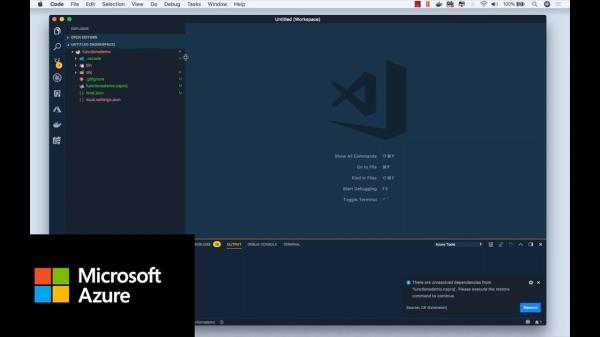 Code File Edit Selection View Go Debug Tasks Window Help
Untitled (Workspace)
EXPLORER
OPEN EDITORS
UNTITLED (WORKSPACE)
functionsdemo
.vscode
bin
obj
.gitignore
functionsdemo.csproj
host.json
local.settings.json
Show All Commands ⇧ ⌘ P
Go to File ⌘ P
Find in Files ⇧ ⌘ F
Start Debugging F5
Toggle Terminal ^ `
OUTPUT DEBUG CONSOLE TERMINAL Azure Tools
There are unresolved dependencies from
'functionsdemo.csproj'. Please execute the restore
command to continue.
Source: C# (Extension) Restore
Microsoft
Azure